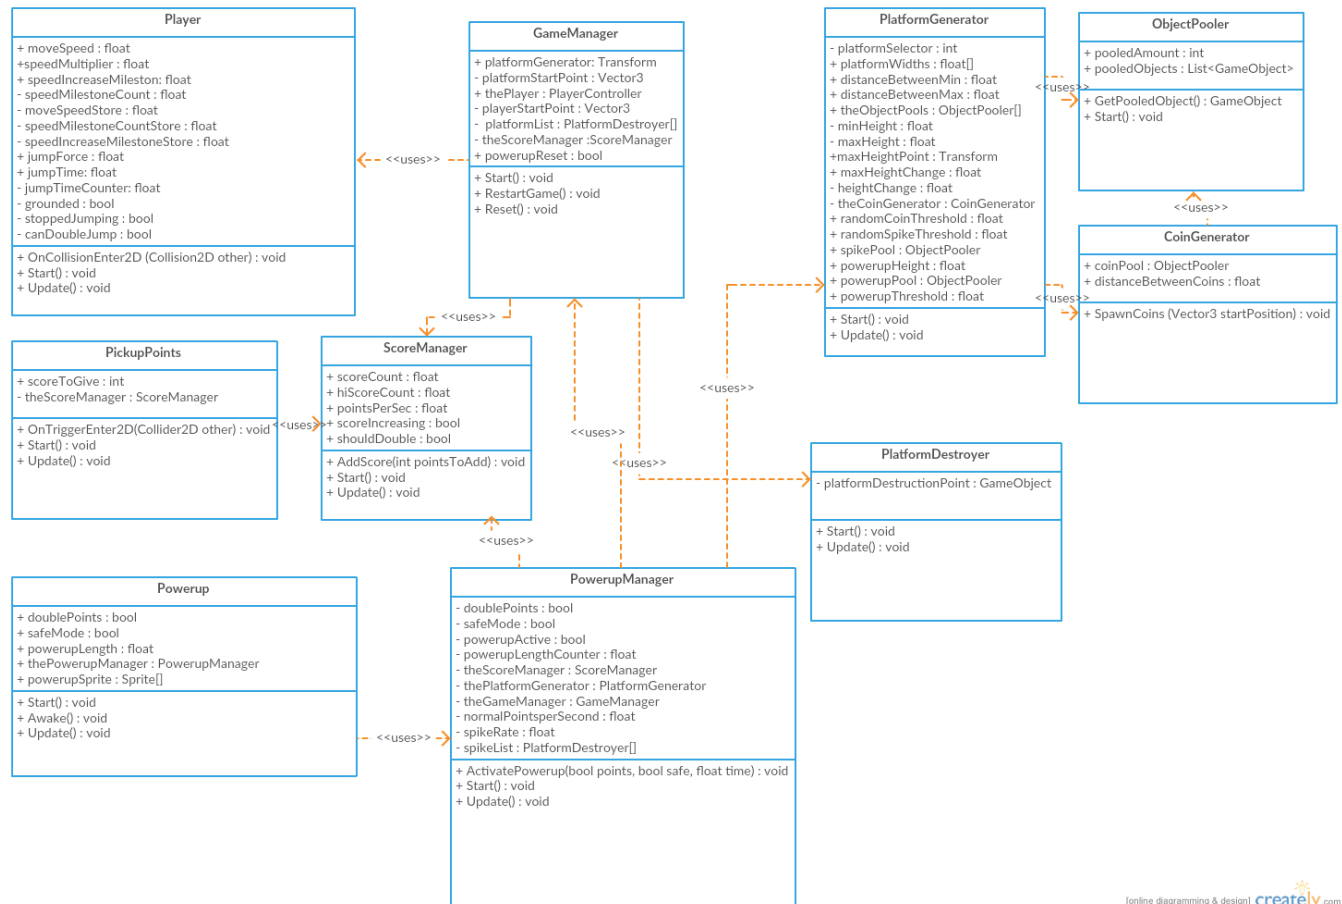 Player
+ moveSpeed : float
+speedMultiplier : float
+ speedIncreaseMileston: float
- speedMilestoneCount : float
- moveSpeedStore : float
- speedMilestoneCountStore : float
- speedIncreaseMilestoneStore : float
+ jumpForce : float
+ jumpTime: float
- jumpTimeCounter: float
- grounded : bool
- stoppedJumping : bool
- canDoubleJump : bool
+ OnCollisionEnter2D (Collision2D other) : void
+ Start() : void
+ Update() : void
<<uses>>
GameManager
+ platformGenerator: Transform
- platformStartPoint : Vector3
+ thePlayer : PlayerController
- playerStartPoint : Vector3
- platformList : PlatformDestroyer[]
- theScoreManager :ScoreManager
+ powerupReset : bool
+ Start() : void
+ RestartGame() : void
+ Reset() : void
PlatformGenerator
- platformSelector : int
+ platformWidths : float[]
+ distanceBetweenMin : float
+ distanceBetweenMax : float
+ theObjectPools : ObjectPooler[]
- minHeight : float
- maxHeight : float
+maxHeightPoint : Transform
+ maxHeightChange : float
- heightChange : float
- theCoinGenerator : CoinGenerator
+ randomCoinThreshold : float
+ randomSpikeThreshold : float
+ spikePool : ObjectPooler
+ powerupHeight : float
+ powerupPool : ObjectPooler
+ powerupThreshold : float
+ Start() : void
+ Update() : void
<<uses>>
ObjectPooler
+ pooledAmount : int
+ pooledObjects : List<GameObject>
+ GetPooledObject() : GameObject
+ Start() : void
<<uses>>
CoinGenerator
+ coinPool : ObjectPooler
+ distanceBetweenCoins : float
+ SpawnCoins (Vector3 startPosition) : void
<<uses>>
<<uses>>
PickupPoints
+ scoreToGive : int
- theScoreManager : ScoreManager
+ OnTriggerEnter2D(Collider2D other) : void
+ Start() : void
+ Update() : void
<<uses>>
ScoreManager
+ scoreCount : float
+ hiScoreCount : float
+ pointsPerSec : float
+ scoreIncreasing : bool
+ shouldDouble : bool
+ AddScore(int pointsToAdd) : void
+ Start() : void
+ Update() : void
<<uses>>
<<uses>>
<<uses>>
<<uses>>
PlatformDestroyer
- platformDestructionPoint : GameObject
+ Start() : void
+ Update() : void
Powerup
+ doublePoints : bool
+ safeMode : bool
+ powerupLength : float
+ thePowerupManager : PowerupManager
+ powerupSprite : Sprite[]
+ Start() : void
+ Awake() : void
+ Update() : void
<<uses>>
PowerupManager
- doublePoints : bool
- safeMode : bool
- powerupActive : bool
- powerupLengthCounter : float
- theScoreManager : ScoreManager
- thePlatformGenerator : PlatformGenerator
- theGameManager : GameManager
- normalPointsperSecond : float
- spikeRate : float
- spikeList : PlatformDestroyer[]
+ ActivatePowerup(bool points, bool safe, float time) : void
+ Start() : void
+ Update() : void
[online diagramming & design] creately.com